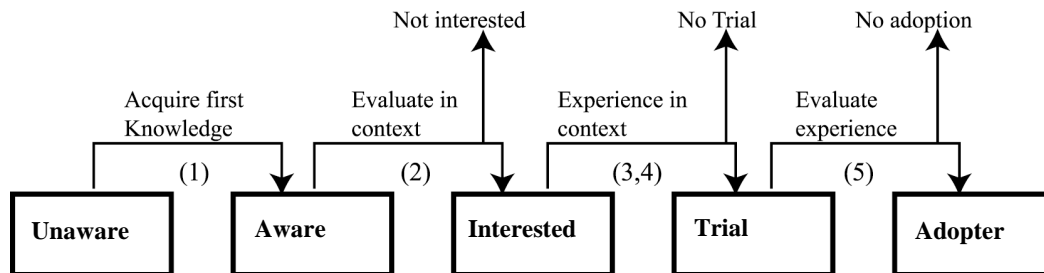 Not interested
No Trial
No adoption
Acquire first
Knowledge
Evaluate in
context
Experience in
context
Evaluate
experience
(1)
(2)
(3,4)
(5)
Unaware
Aware
Interested
Trial
Adopter